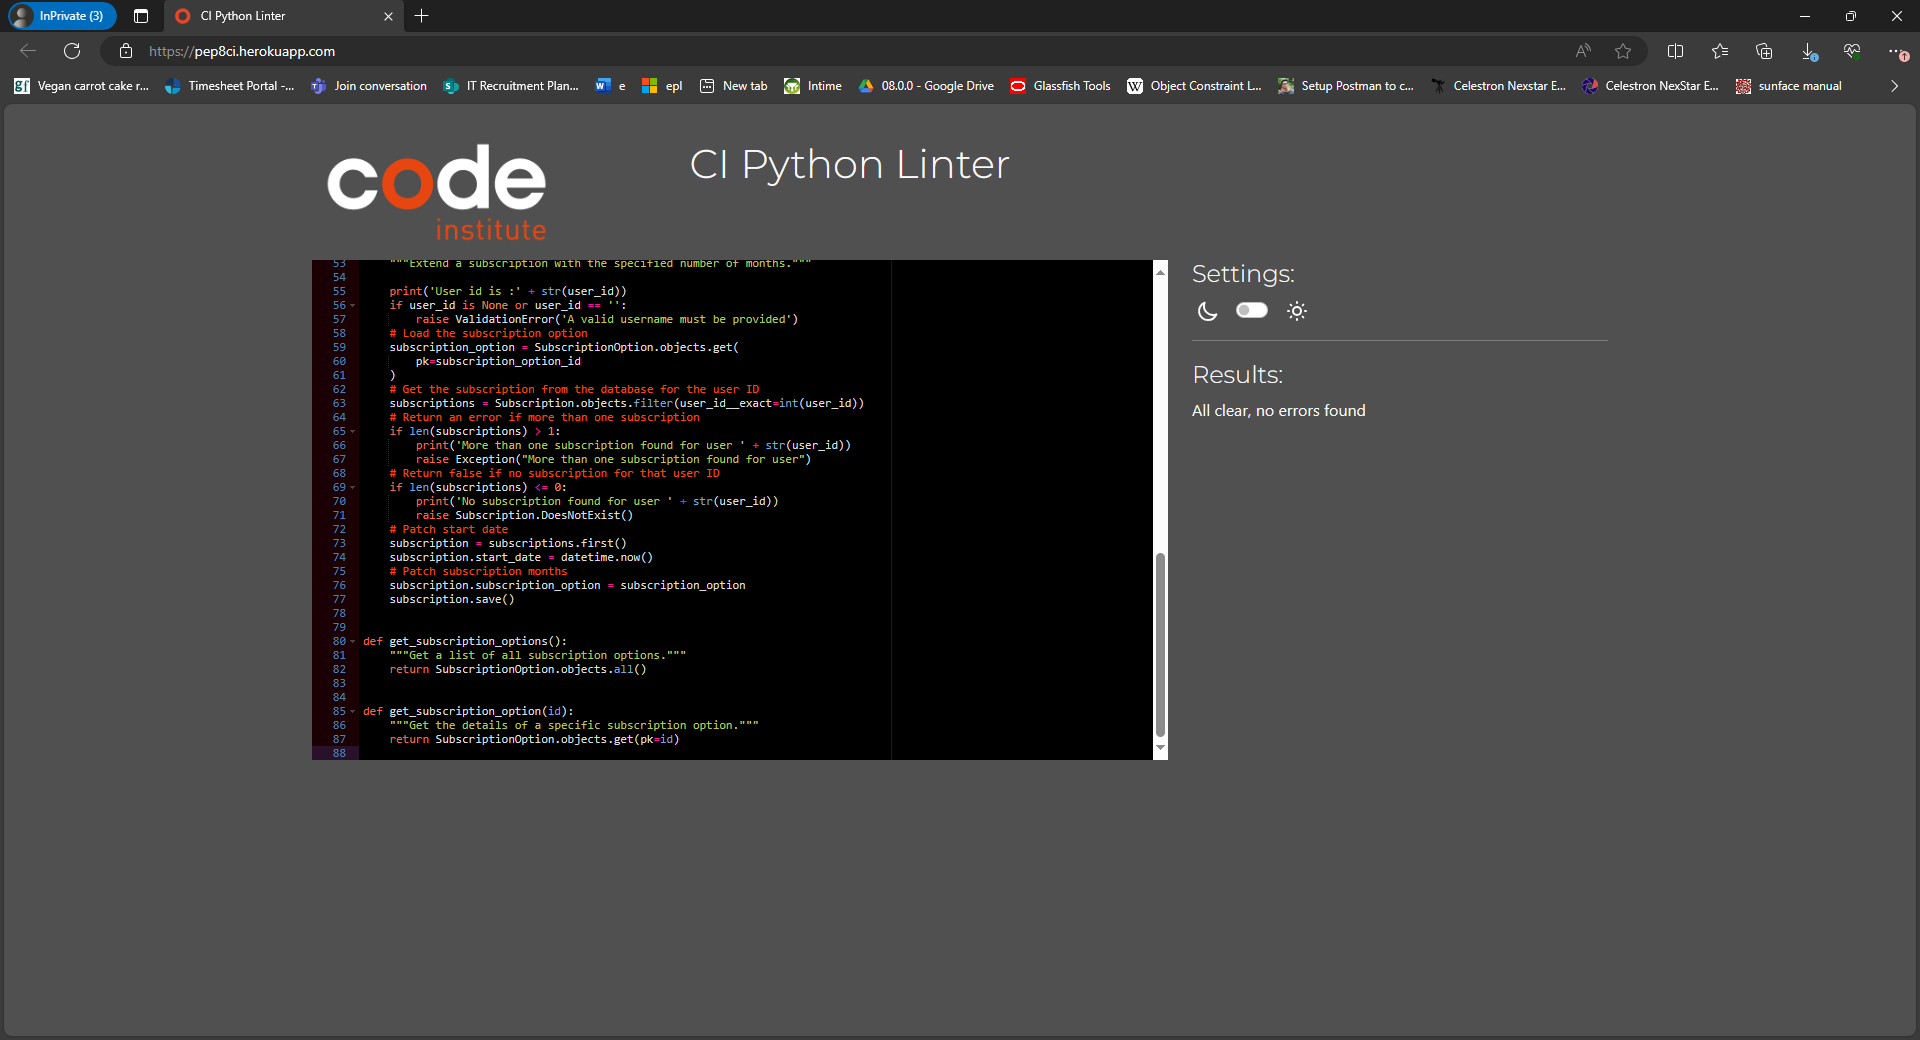 InPrivate (3)
CI Python Linter
https://pep8ci.herokuapp.com
Vegan carrot cake r...
Timesheet Portal -...
Join conversation
IT Recruitment Plan...
e
epl
New tab
Intime
08.0.0 - Google Drive
Glassfish Tools
Object Constraint L...
Setup Postman to c...
Celestron Nexstar E...
Celestron NexStar E...
sunface manual
code
institute
CI Python Linter
53 """Extend a subscription with the specified number of months."""
54
55 print('User id is :' + str(user_id))
56 if user_id is None or user_id == '':
57 raise ValidationError('A valid username must be provided')
58 # Load the subscription option
59 subscription_option = SubscriptionOption.objects.get(
60 pk=subscription_option_id
61 )
62 # Get the subscription from the database for the user ID
63 subscriptions = Subscription.objects.filter(user_id__exact=int(user_id))
64 # Return an error if more than one subscription
65 if len(subscriptions) > 1:
66 print('More than one subscription found for user ' + str(user_id))
67 raise Exception("More than one subscription found for user")
68 # Return false if no subscription for that user ID
69 if len(subscriptions) <= 0:
70 print('No subscription found for user ' + str(user_id))
71 raise Subscription.DoesNotExist()
72 # Patch start date
73 subscription = subscriptions.first()
74 subscription.start_date = datetime.now()
75 # Patch subscription months
76 subscription.subscription_option = subscription_option
77 subscription.save()
78
79
80 def get_subscription_options():
81 """Get a list of all subscription options."""
82 return SubscriptionOption.objects.all()
83
84
85 def get_subscription_option(id):
86 """Get the details of a specific subscription option."""
87 return SubscriptionOption.objects.get(pk=id)
88
Settings:
Results:
All clear, no errors found